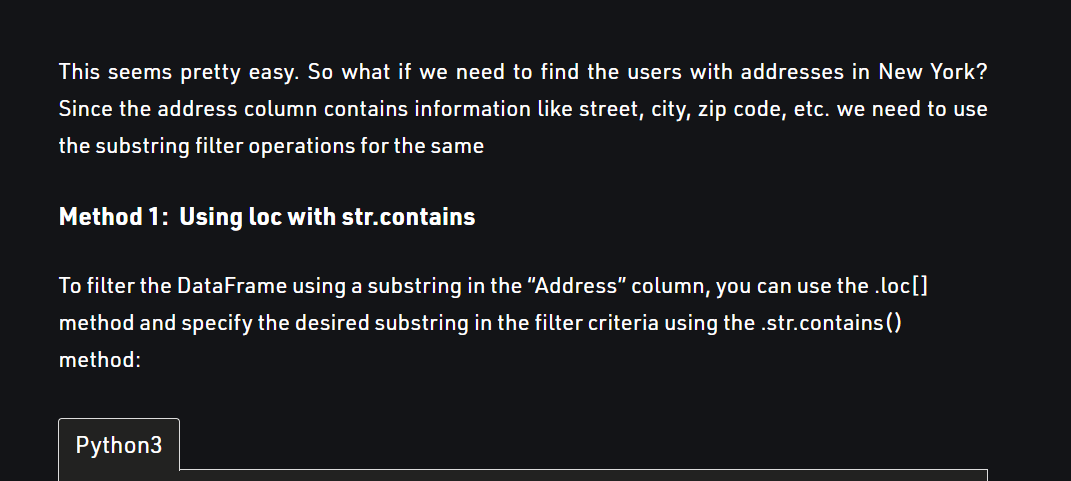 This seems pretty easy. So what if we need to find the users with addresses in New York?
Since the address column contains information like street, city, zip code, etc. we need to use
the substring filter operations for the same
Method 1:  Using loc with str.contains
To filter the DataFrame using a substring in the “Address” column, you can use the .loc[]
method and specify the desired substring in the filter criteria using the .str.contains()
method:
Python3